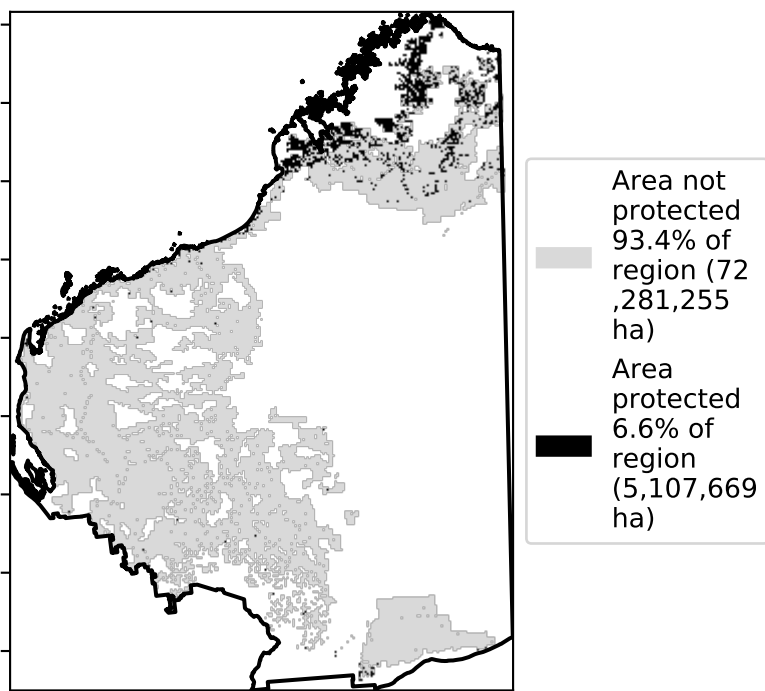 Area not
protected
93.4% of
region (72
,281,255
ha)
Area
protected
6.6% of
region
(5,107,669
ha)